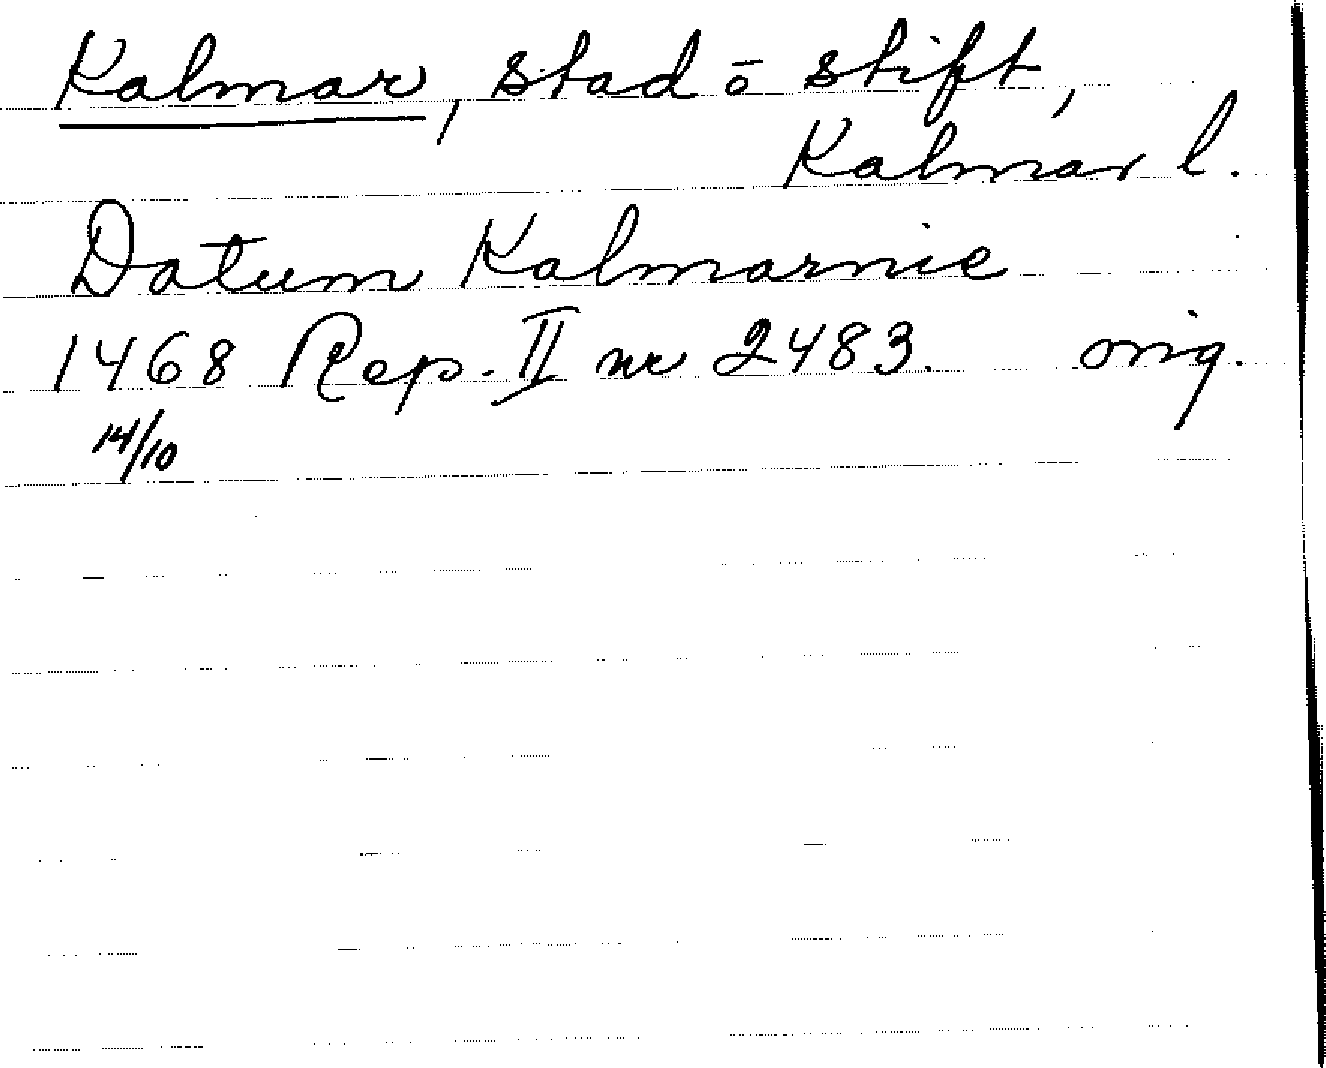 Kalmar, stad ō stift,
Kalmar l.
Datum Kalmarnie
1468 Rep. II nr 2483. orig.
14/10